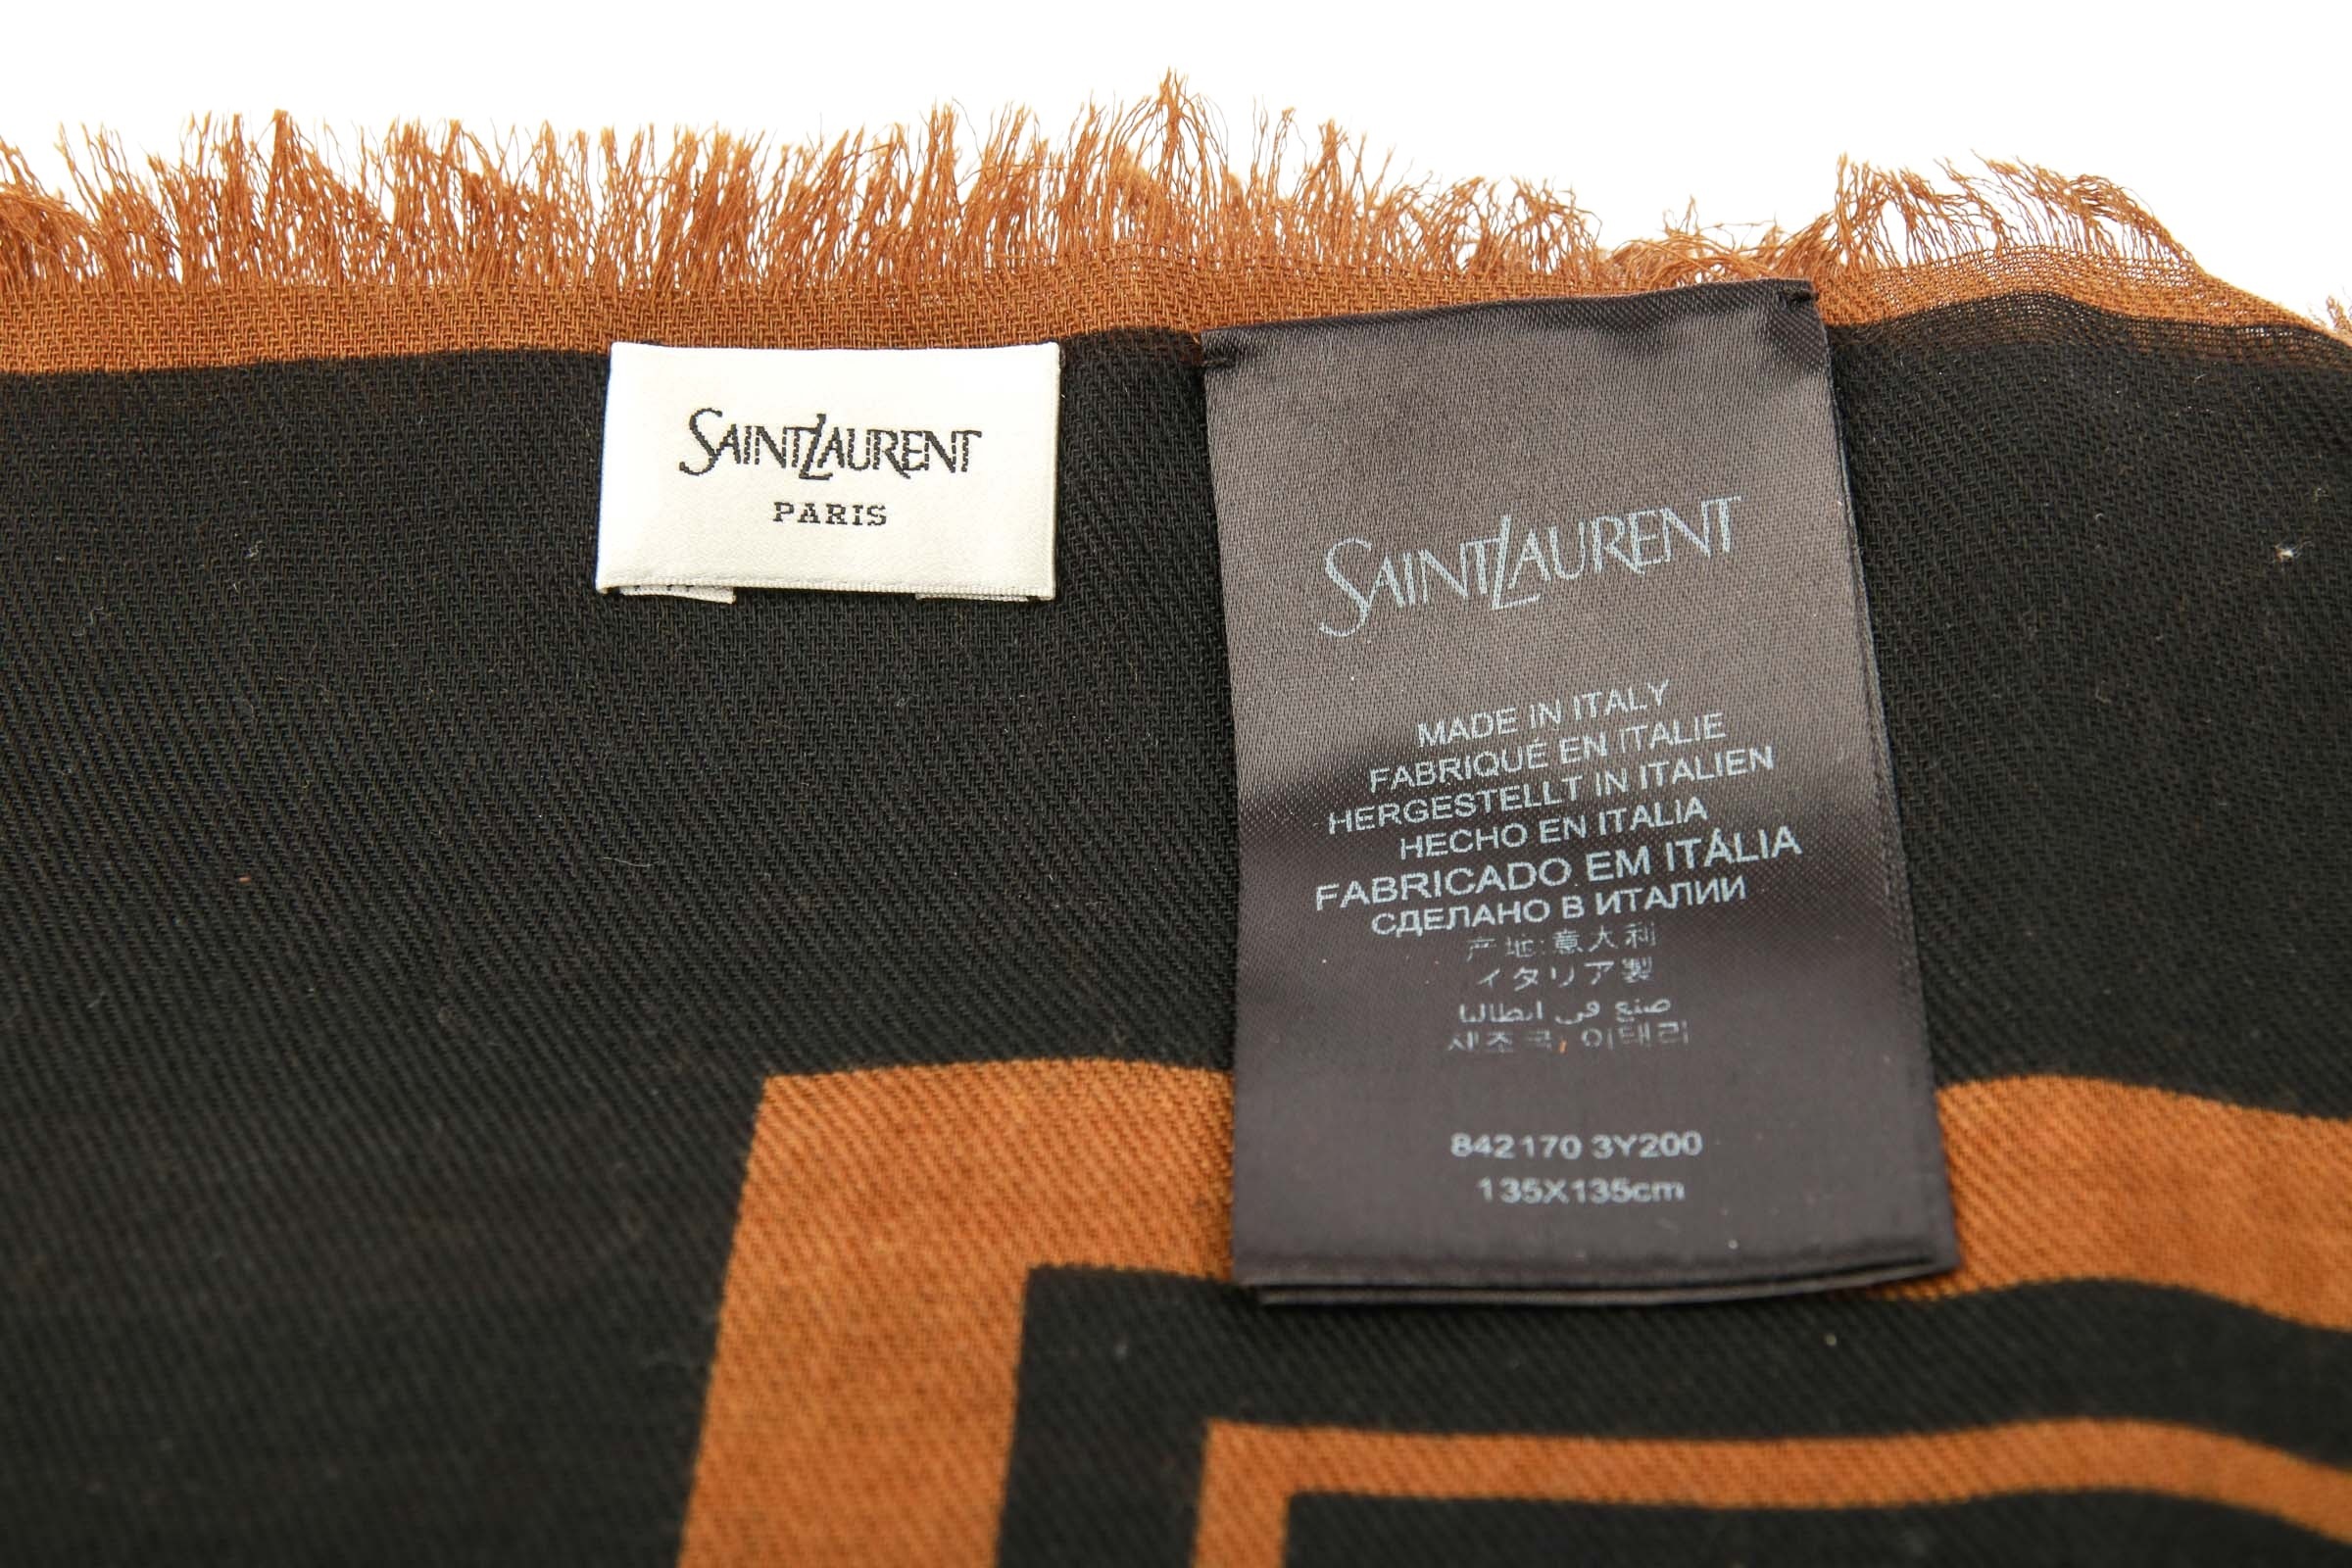 SAINT LAURENT
PARIS
SAINT LAURENT
MADE IN ITALY
FABRIQUÉ EN ITALIE
HERGESTELLT IN ITALIEN
HECHO EN ITALIA
FABRICADO EM ITÁLIA
СДЕЛАНО В ИТАЛИИ
产地:意大利
イタリア製
صنع في ايطاليا
제조국: 이태리
842170 3Y200
135X135cm